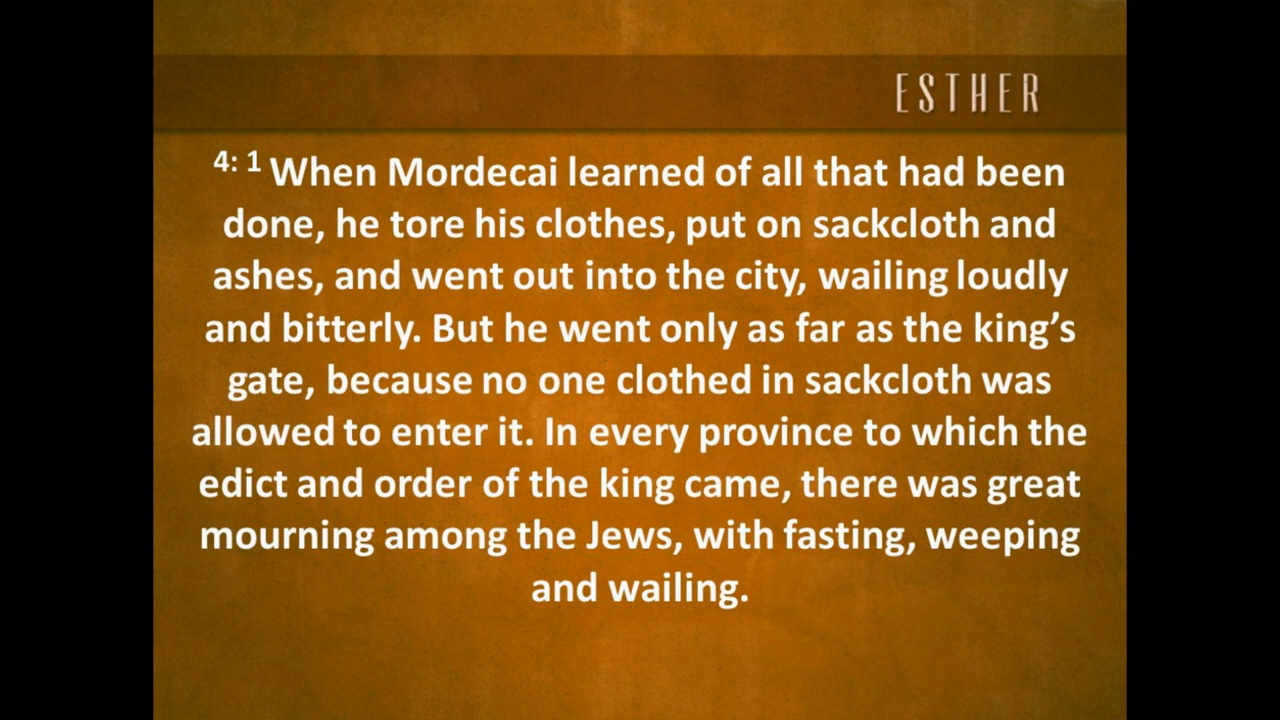 ESTHER
4: 1 When Mordecai learned of all that had been
done, he tore his clothes, put on sackcloth and
ashes, and went out into the city, wailing loudly
and bitterly. But he went only as far as the king’s
gate, because no one clothed in sackcloth was
allowed to enter it. In every province to which the
edict and order of the king came, there was great
mourning among the Jews, with fasting, weeping
and wailing.